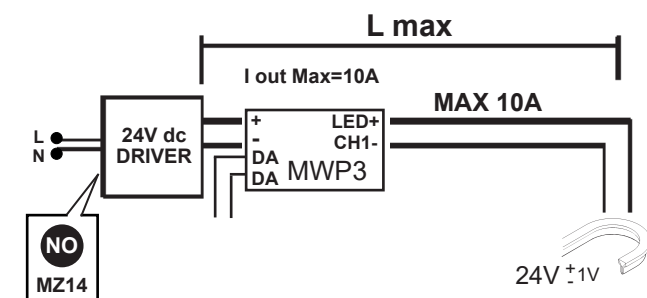 L max
I out Max=10A
MAX 10A
L
N
24V dc
DRIVER
+
-
DA
DA
LED+
CH1-
MWP3
NO
MZ14
24V +-1V